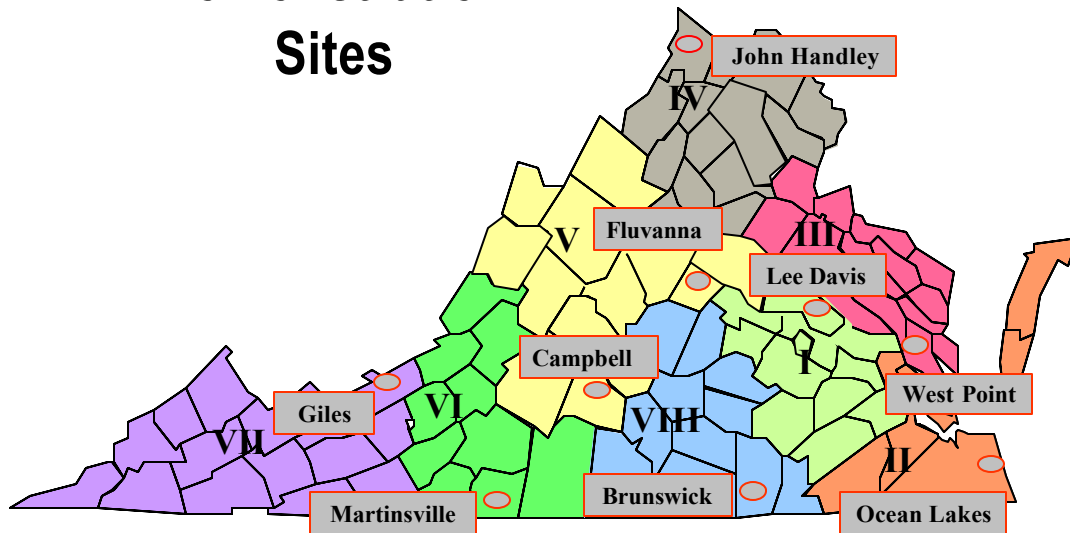 Sites
John Handley
IV
Fluvanna
V
III
Lee Davis
Campbell
I
West Point
Giles
VI
VII
VIII
II
Martinsville
Brunswick
Ocean Lakes